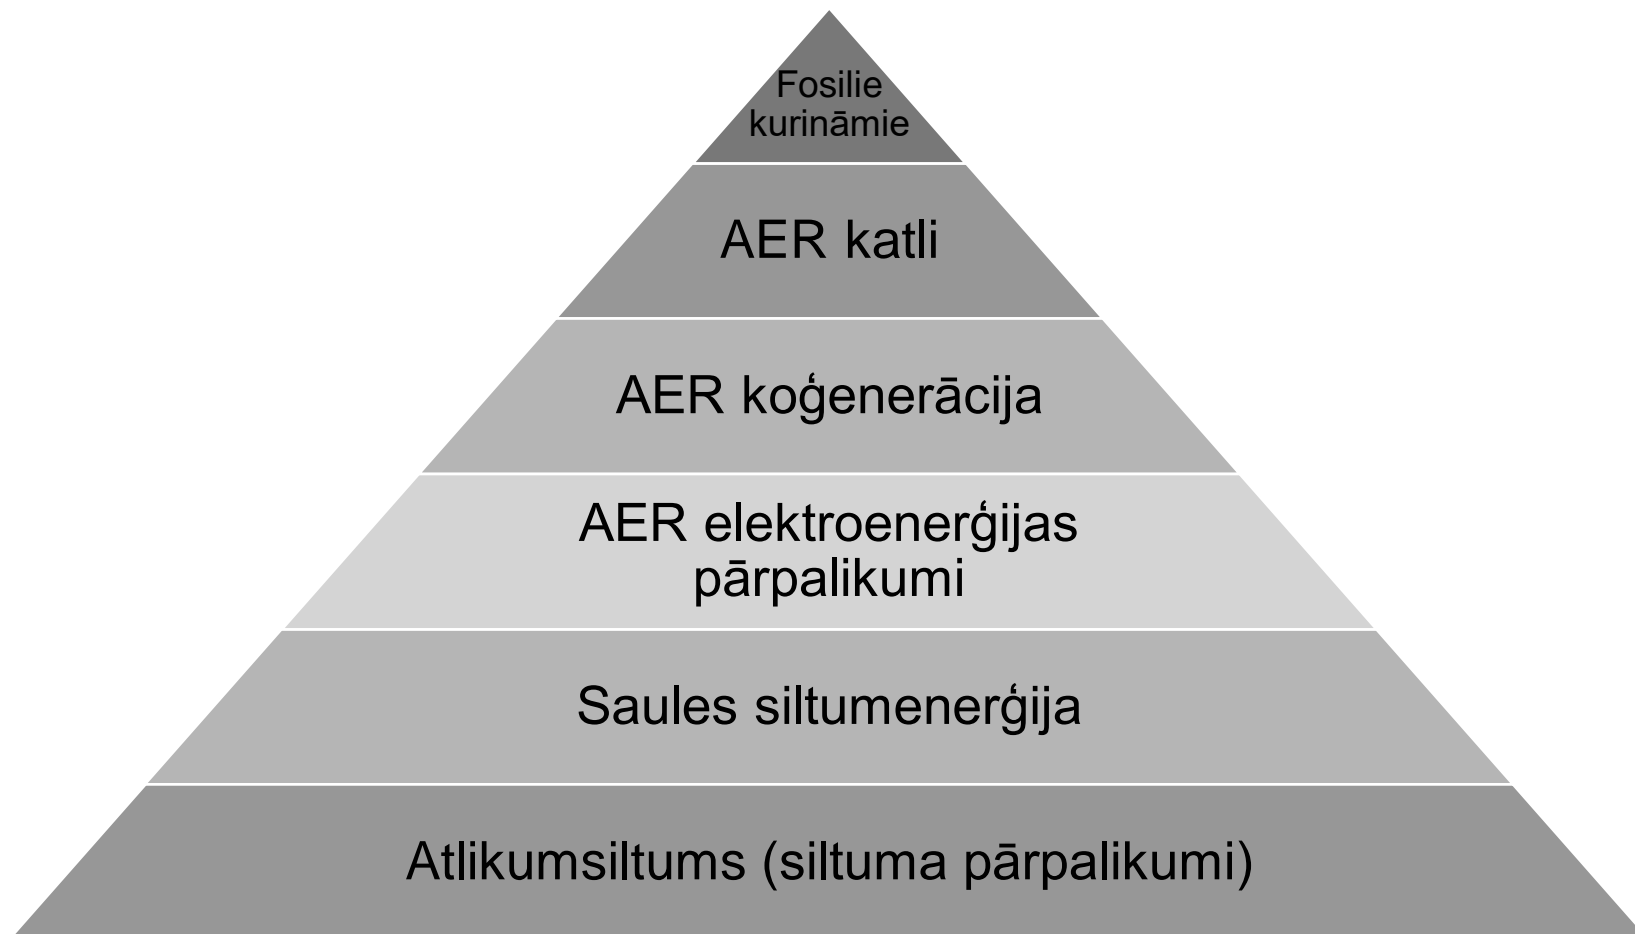 Fosilie
kurināmie
AER katli
AER koģenerācija
AER elektroenerģijas
pārpalikumi
Saules siltumenerģija
Atlikumsiltums (siltuma pārpalikumi)